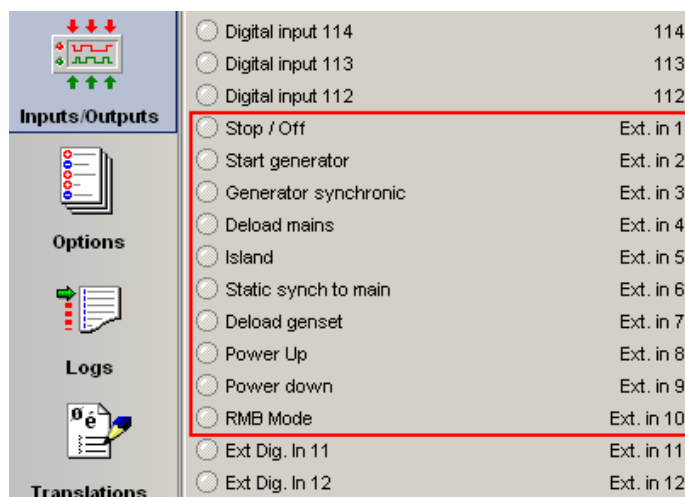 Inputs/Outputs
Options
Logs
Translations
Digital input 114 114
Digital input 113 113
Digital input 112 112
Stop / Off Ext. in 1
Start generator Ext. in 2
Generator synchronic Ext. in 3
Deload mains Ext. in 4
Island Ext. in 5
Static synch to main Ext. in 6
Deload genset Ext. in 7
Power Up Ext. in 8
Power down Ext. in 9
RMB Mode Ext. in 10
Ext Dig. In 11 Ext. in 11
Ext Dig. In 12 Ext. in 12